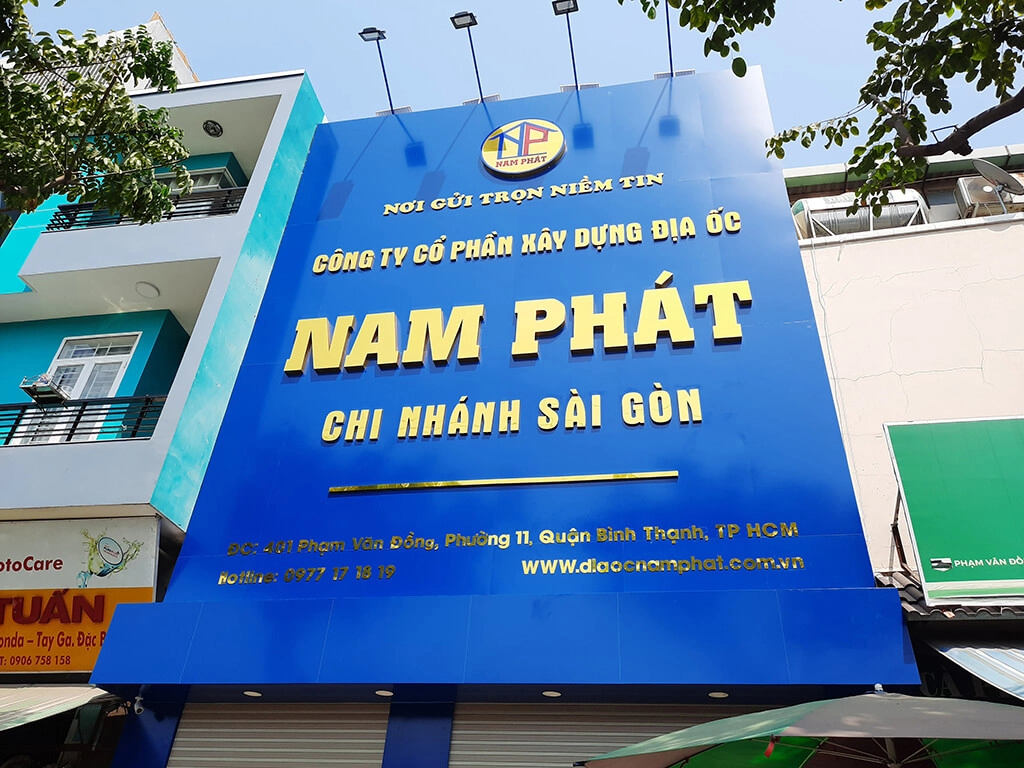 NP
NAM PHÁT
NƠI GỬI TRỌN NIỀM TIN
CÔNG TY CỔ PHẦN XÂY DỰNG ĐỊA ỐC
NAM PHÁT
CHI NHÁNH SÀI GÒN
ĐC: 491 Phạm Văn Đồng, Phường 11, Quận Bình Thạnh, TP HCM
Hotline: 0977 17 18 19
www.diaocnamphat.com.vn
otoCare
TUẤN
onda – Tay Ga. Đặc B
T: 0906 758 158
PHẠM VĂN ĐỒ